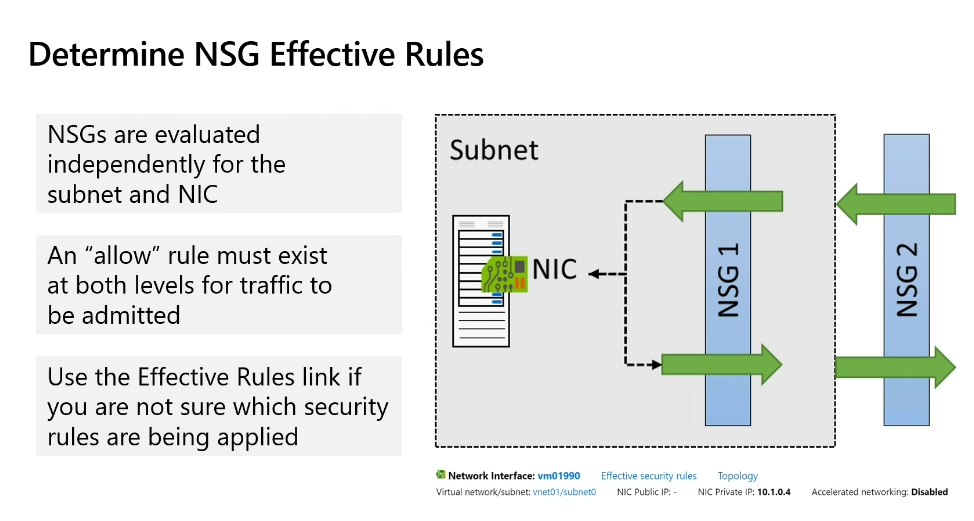 Determine NSG Effective Rules
NSGs are evaluated
independently for the
subnet and NIC
An “allow” rule must exist
at both levels for traffic to
be admitted
Use the Effective Rules link if
you are not sure which security
rules are being applied
Subnet
NIC
NSG 1
NSG 2
Network Interface: vm01990 Effective security rules Topology
Virtual network/subnet: vnet01/subnet0 NIC Public IP: - NIC Private IP: 10.1.0.4 Accelerated networking: Disabled